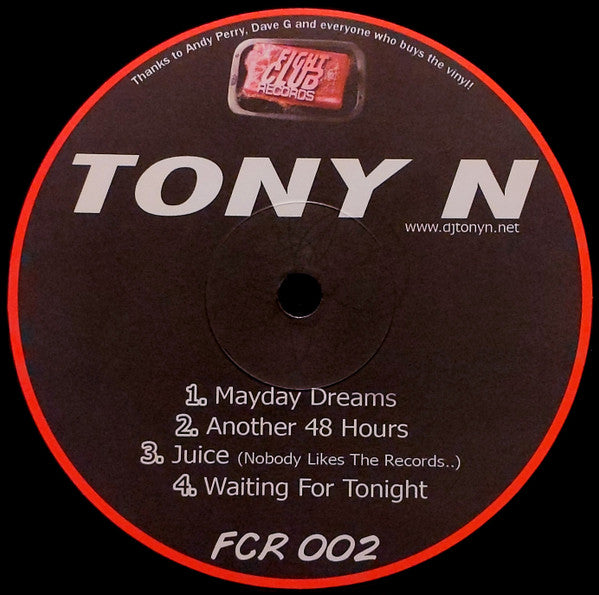 Thanks to Andy Perry, Dave G and everyone who buys the vinyl!!
FIGHT
CLUB
RECORDS
TONY N
www.djtonyn.net
1. Mayday Dreams
2. Another 48 Hours
3. Juice (Nobody Likes The Records..)
4. Waiting For Tonight
FCR 002